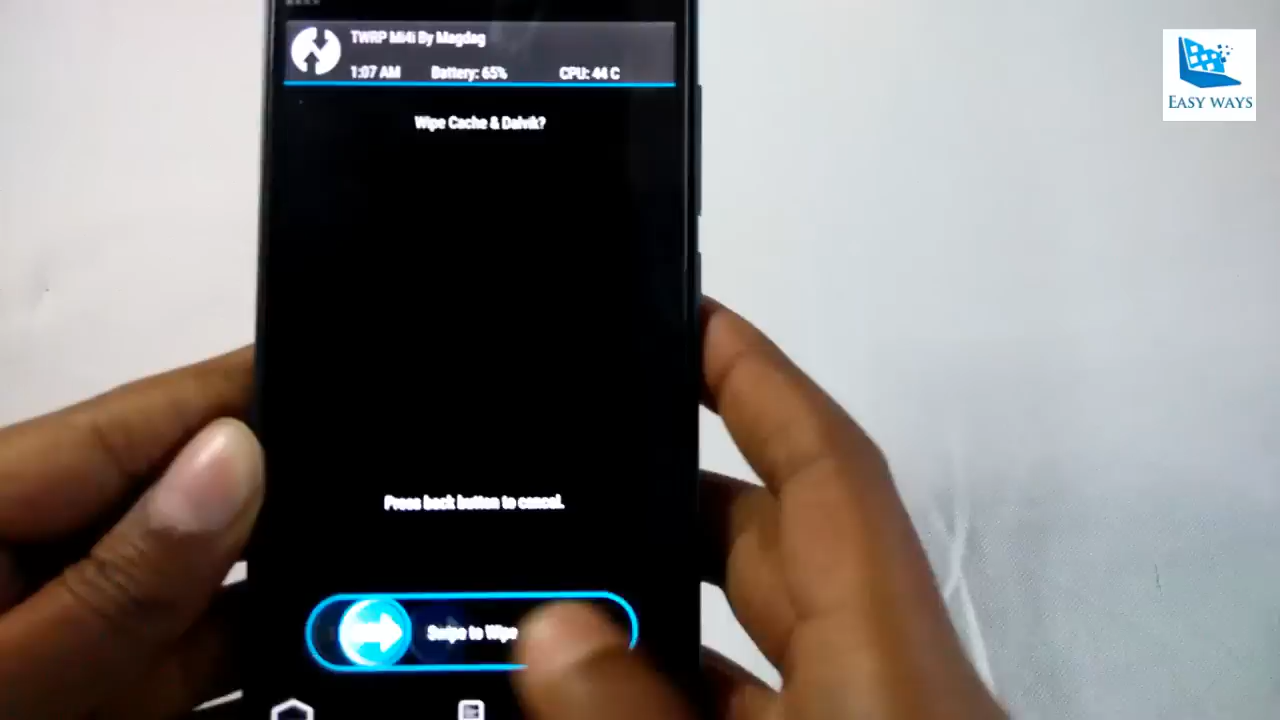 TWRP Mi4i By Magdag
1:07 AM Battery: 65% CPU: 44 C
EASY WAYS
Wipe Cache & Dalvik?
Press back button to cancel.
Swipe to Wipe